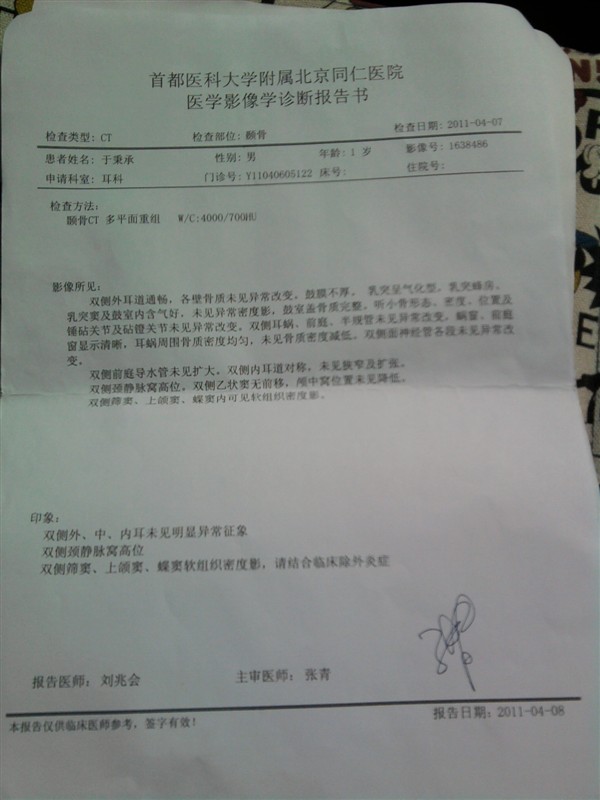 首都医科大学附属北京同仁医院
医学影像学诊断报告书
检查类型: CT 检查部位: 颞骨 检查日期: 2011-04-07
患者姓名: 于秉承 性别: 男 年龄: 1 岁 影像号: 1638486
申请科室: 耳科 门诊号: Y11040605122 床号: 住院号:
检查方法:
颞骨CT 多平面重组 W/C:4000/700HU
影像所见:
双侧外耳道通畅，各壁骨质未见异常改变。鼓膜不厚。 乳突呈气化型，乳突蜂房、
乳突窦及鼓室内含气好，未见异常密度影，鼓室盖骨质完整，听小骨形态、密度、位置及
锤砧关节及砧镫关节未见异常改变。双侧耳蜗、前庭、半规管未见异常改变，蜗窗、前庭
窗显示清晰，耳蜗周围骨质密度均匀，未见骨质密度减低。双侧面神经管各段未见异常改
变。
双侧前庭导水管未见扩大，双侧内耳道对称，未见狭窄及扩张。
双侧颈静脉窝高位。双侧乙状窦无前移，颅中窝位置未见降低。
双侧筛窦、上颌窦、蝶窦内可见软组织密度影。
印象:
双侧外、中、内耳未见明显异常征象
双侧颈静脉窝高位
双侧筛窦、上颌窦、蝶窦软组织密度影，请结合临床除外炎症
报告医师: 刘兆会 主审医师: 张青
本报告仅供临床医师参考，签字有效! 报告日期: 2011-04-08